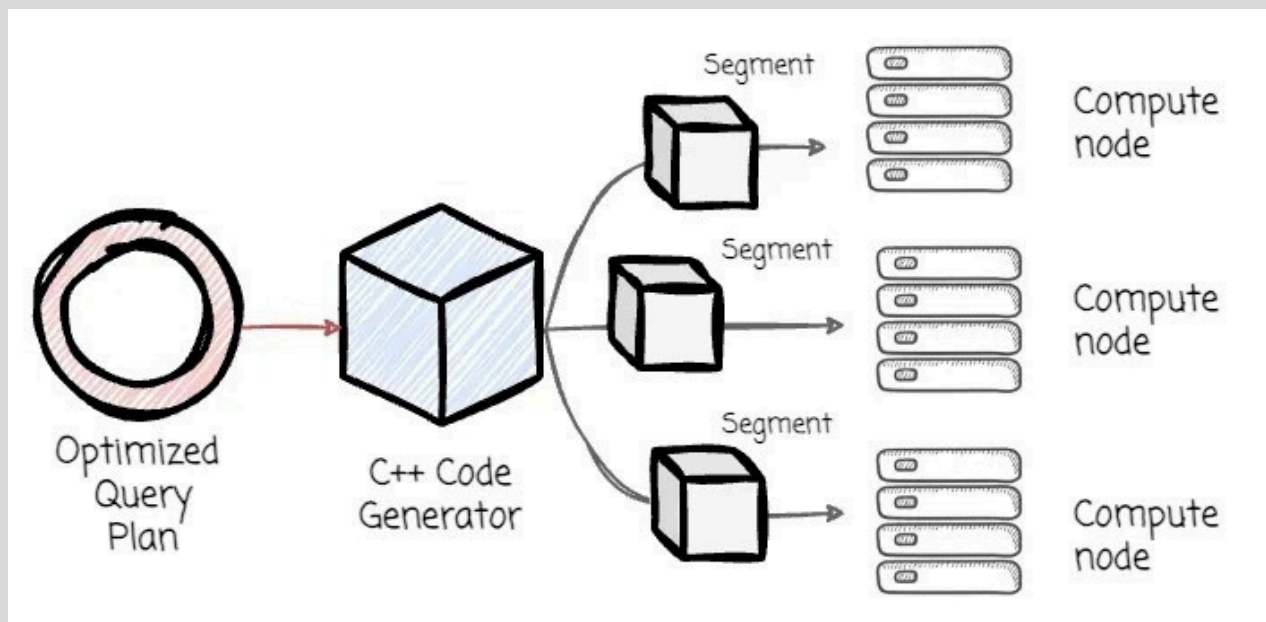 Segment
Compute
node
Segment
Compute
node
Optimized
Query
Plan
C++ Code
Generator
Segment
Compute
node